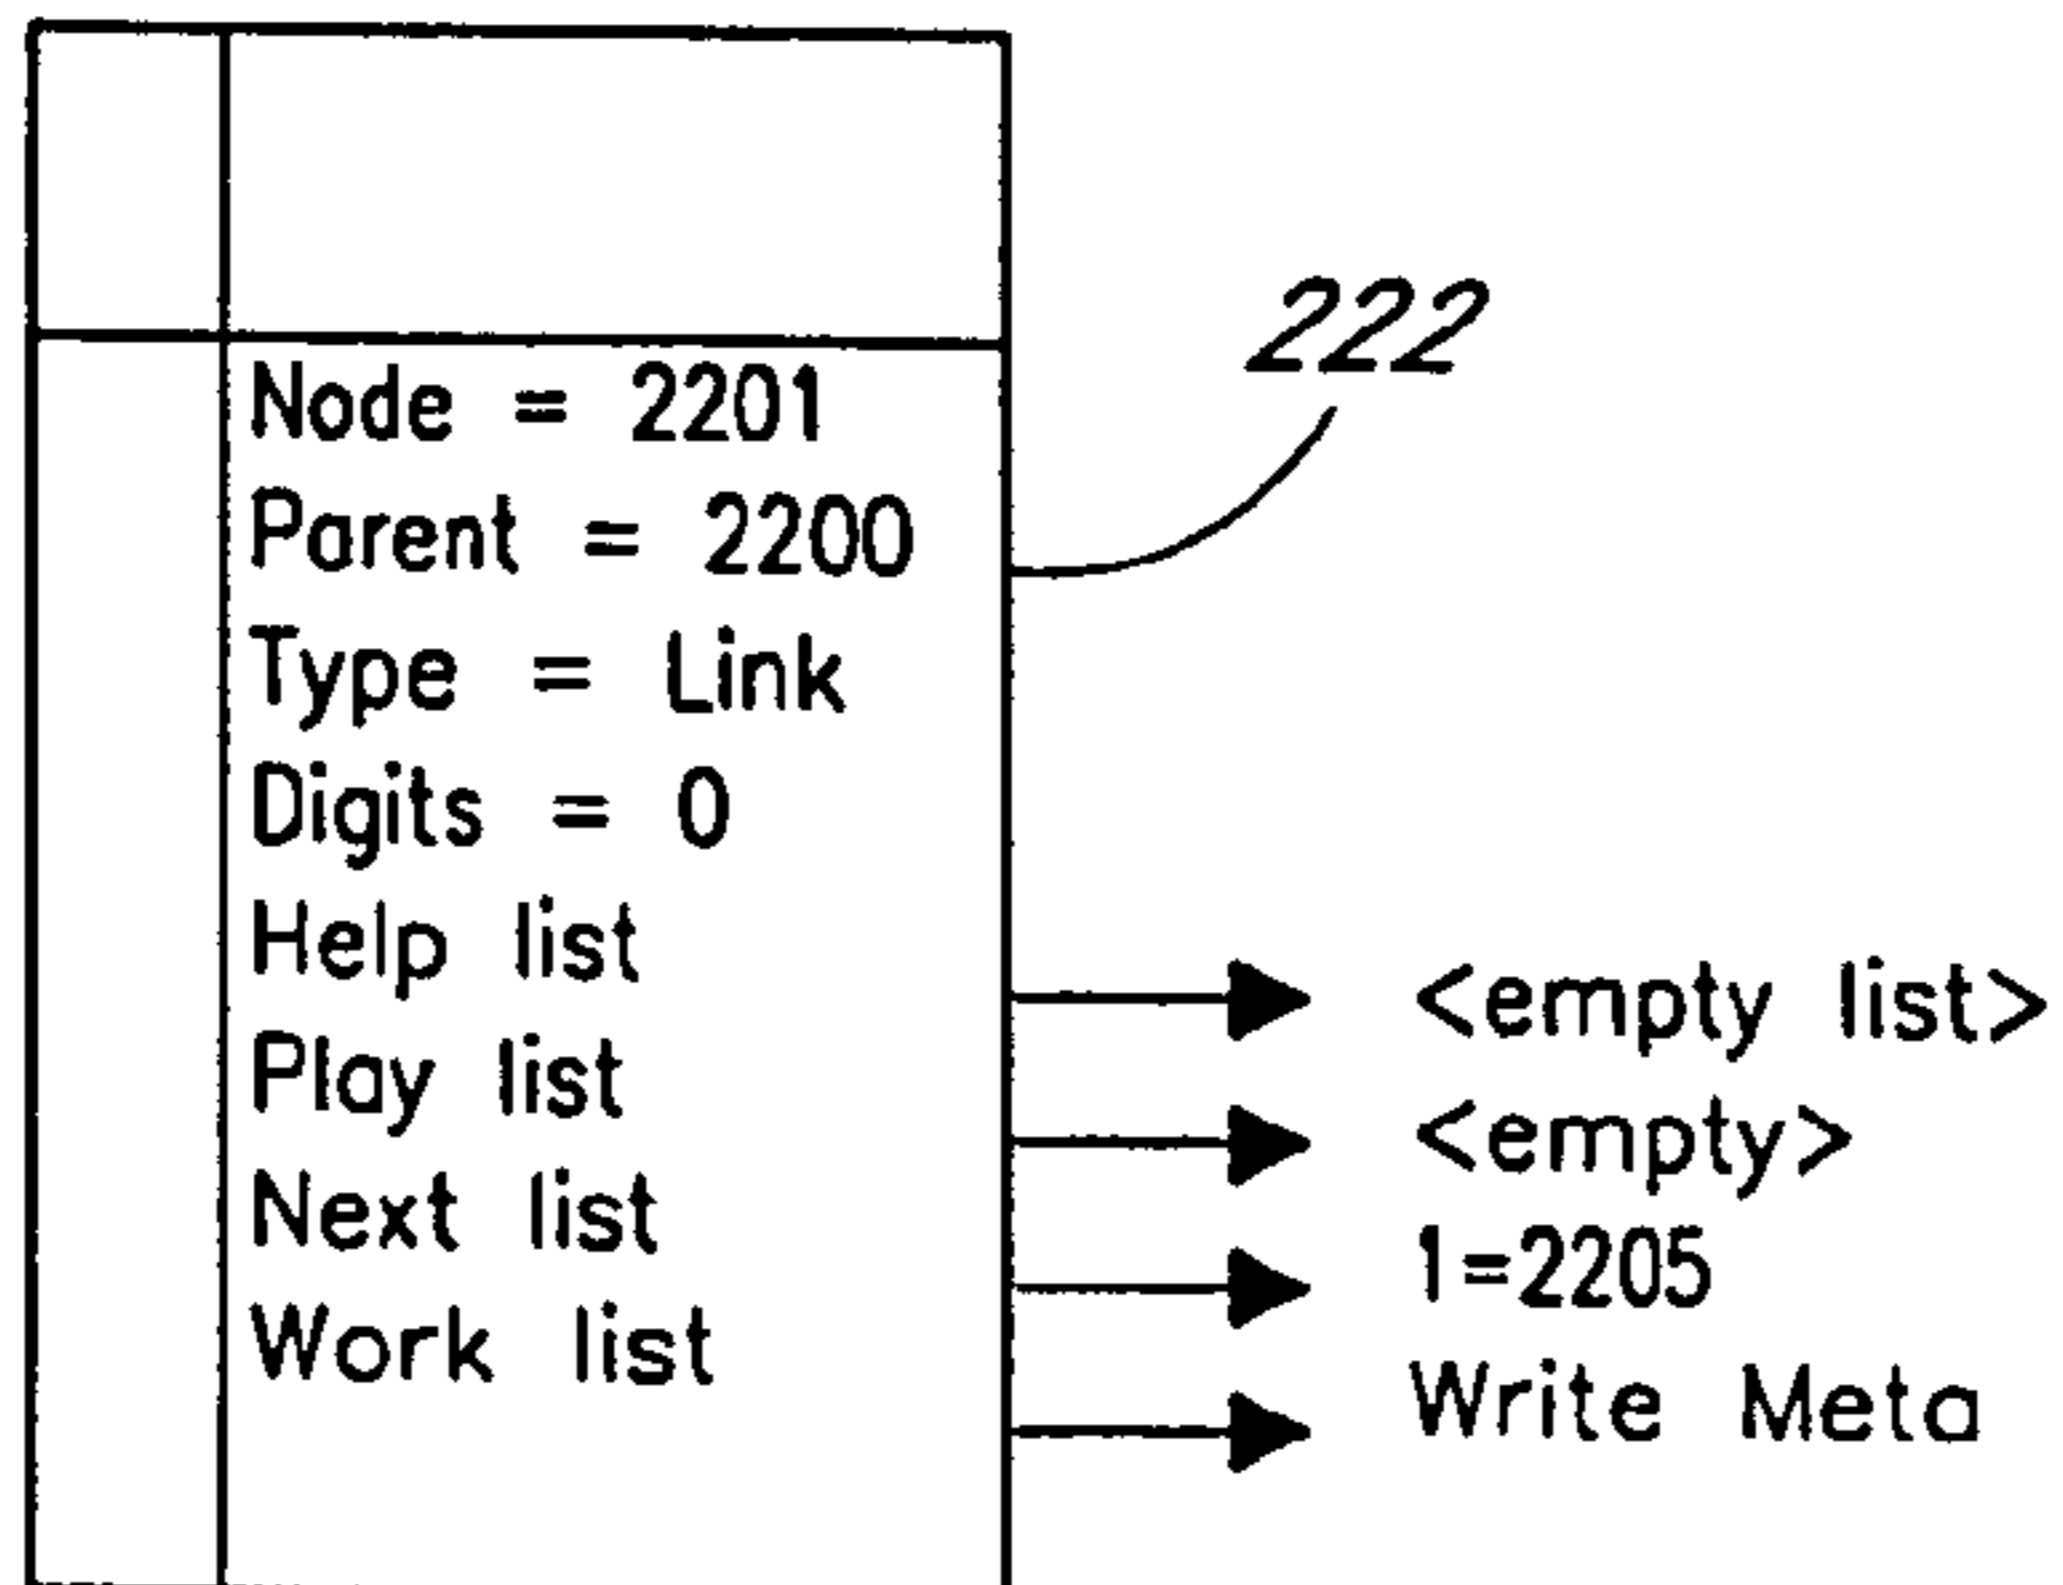 222
Node = 2201
Parent = 2200
Type = Link
Digits = 0
Help list
Play list
Next list
Work list
<empty list>
<empty>
1=2205
Write Meta